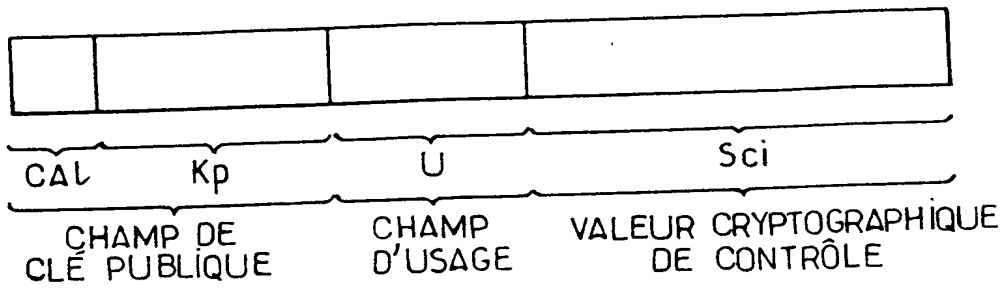 CAL Kp U Sci
CHAMP DE CLÉ PUBLIQUE
CHAMP D'USAGE
VALEUR CRYPTOGRAPHIQUE DE CONTRÔLE